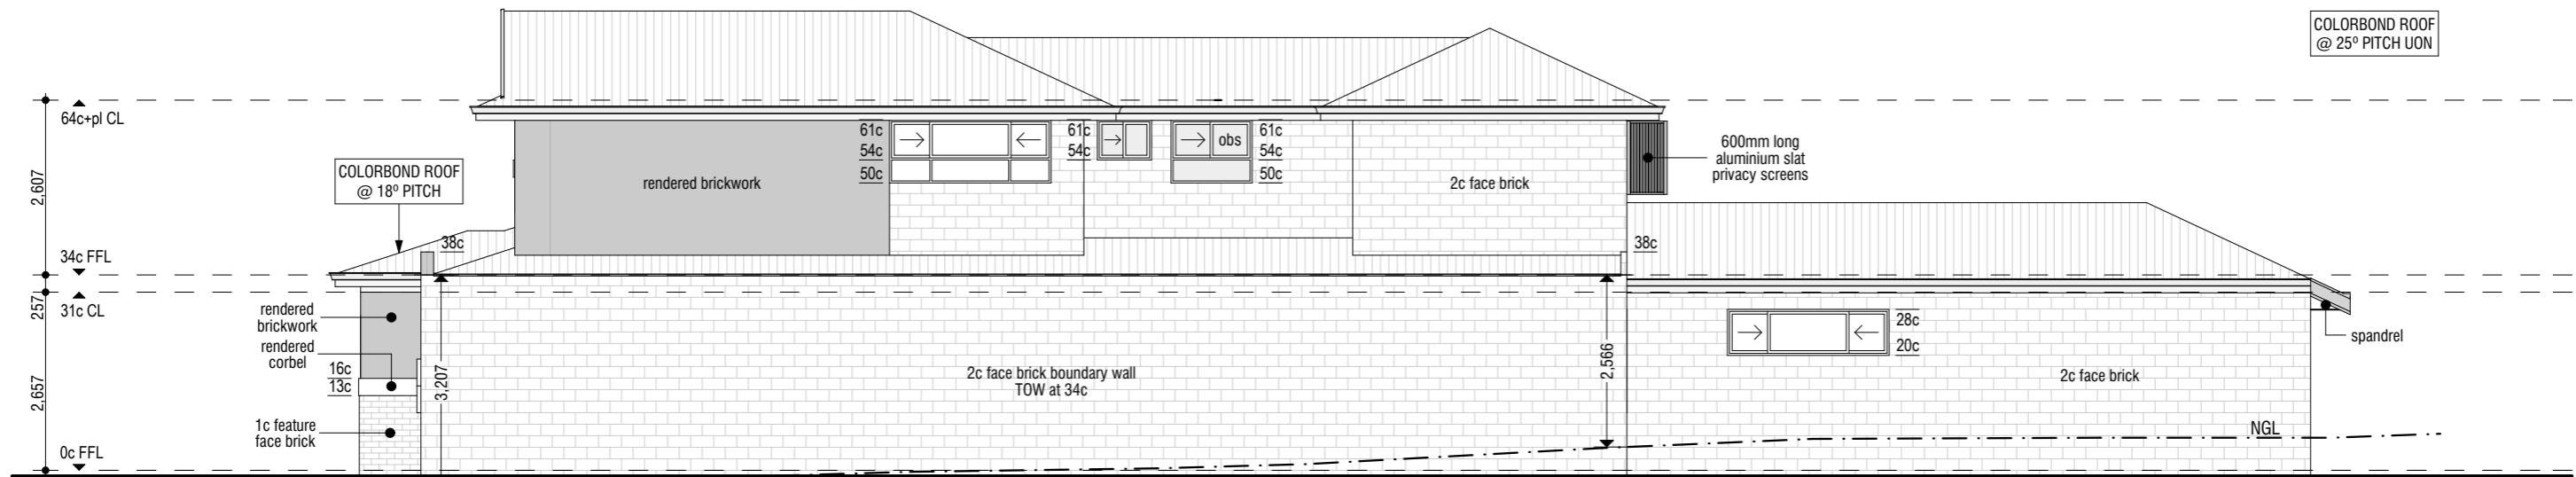 COLORBOND ROOF
@ 25º PITCH UON
64c+pl CL
2,607
34c FFL
257
31c CL
2,657
0c FFL
COLORBOND ROOF
@ 18º PITCH
38c
rendered brickwork
61c
54c
50c
61c
54c
obs
61c
54c
50c
2c face brick
600mm long
aluminium slat
privacy screens
38c
rendered
brickwork
rendered
corbel
16c
13c
1c feature
face brick
3,207
2c face brick boundary wall
TOW at 34c
2,566
28c
20c
2c face brick
spandrel
NGL